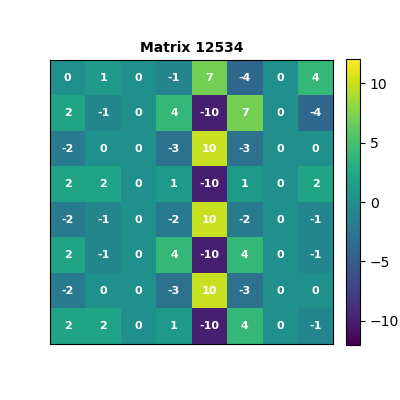 Matrix 12534
0 1 0 -1 7 -4 0 4
2 -1 0 4 -10 7 0 -4
-2 0 0 -3 10 -3 0 0
2 2 0 1 -10 1 0 2
-2 -1 0 -2 10 -2 0 -1
2 -1 0 4 -10 4 0 -1
-2 0 0 -3 10 -3 0 0
2 2 0 1 -10 4 0 -1
10
5
0
−5
−10